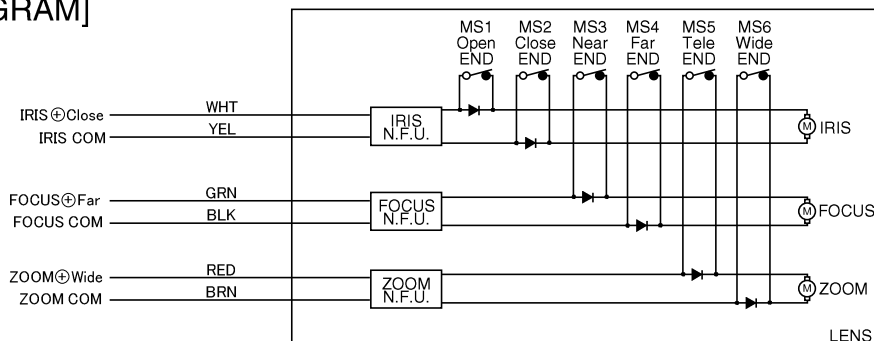 GRAM]
MS1 MS2 MS3 MS4 MS5 MS6
Open Close Near Far Tele Wide
END END END END END END
IRIS⊕Close WHT
IRIS COM YEL
IRIS
N.F.U.
M IRIS
FOCUS⊕Far GRN
FOCUS COM BLK
FOCUS
N.F.U.
M FOCUS
ZOOM⊕Wide RED
ZOOM COM BRN
ZOOM
N.F.U.
M ZOOM
LENS